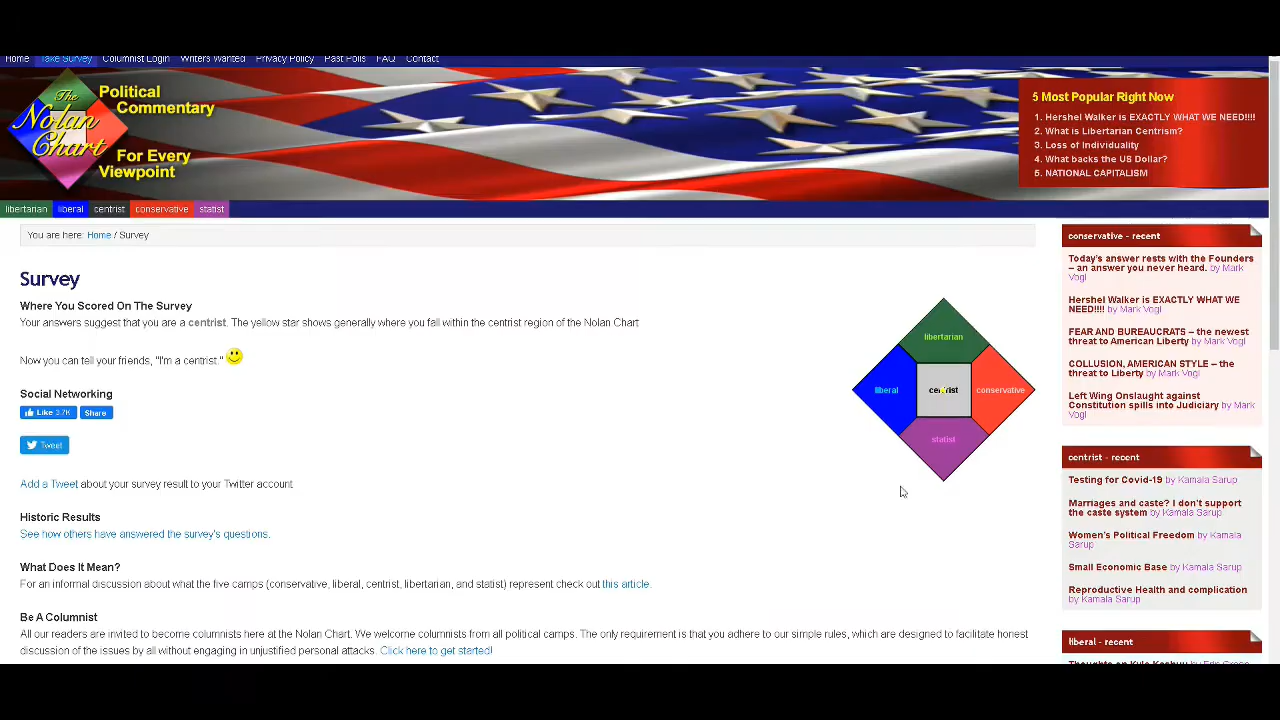 Home Take Survey Columnist Login Writers Wanted Privacy Policy Past Polls FAQ Contact
The
Nolan
Chart
Political
Commentary
For Every
Viewpoint
5 Most Popular Right Now
1. Hershel Walker is EXACTLY WHAT WE NEED!!!!
2. What is Libertarian Centrism?
3. Loss of Individuality
4. What backs the US Dollar?
5. NATIONAL CAPITALISM
libertarian liberal centrist conservative statist
You are here: Home / Survey
Survey
Where You Scored On The Survey
Your answers suggest that you are a centrist. The yellow star shows generally where you fall within the centrist region of the Nolan Chart
Now you can tell your friends, "I'm a centrist."
Social Networking
Like 3.7K Share
Tweet
Add a Tweet about your survey result to your Twitter account
Historic Results
See how others have answered the survey's questions.
What Does It Mean?
For an informal discussion about what the five camps (conservative, liberal, centrist, libertarian, and statist) represent check out this article.
Be A Columnist
All our readers are invited to become columnists here at the Nolan Chart. We welcome columnists from all political camps. The only requirement is that you adhere to our simple rules, which are designed to facilitate honest
discussion of the issues by all without engaging in unjustified personal attacks. Click here to get started!
libertarian
liberal
centrist
conservative
statist
conservative - recent
Today's answer rests with the Founders
– an answer you never heard. by Mark
Vogl
Hershel Walker is EXACTLY WHAT WE
NEED!!!! by Mark Vogl
FEAR AND BUREAUCRATS – the newest
threat to American Liberty by Mark Vogl
COLLUSION, AMERICAN STYLE – the
threat to Liberty by Mark Vogl
Left Wing Onslaught against
Constitution spills into Judiciary by Mark
Vogl
centrist - recent
Testing for Covid-19 by Kamala Sarup
Marriages and caste? I don't support
the caste system by Kamala Sarup
Women's Political Freedom by Kamala
Sarup
Small Economic Base by Kamala Sarup
Reproductive Health and complication
by Kamala Sarup
liberal - recent